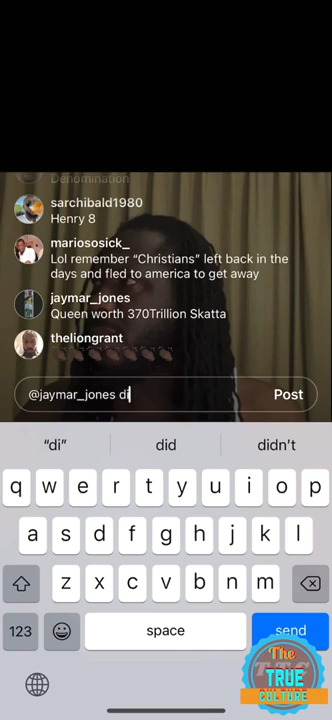 Denomination
sarchibald1980
Henry 8
mariososick_
Lol remember “Christians” left back in the
days and fled to america to get away
jaymar_jones
Queen worth 370Trillion Skatta
theliongrant
@jaymar_jones di
Post
“di” did didn’t
q w e r t y u i o p
a s d f g h j k l
z x c v b n m
123 space send
The
T.T.C
TRUE
CULTURE